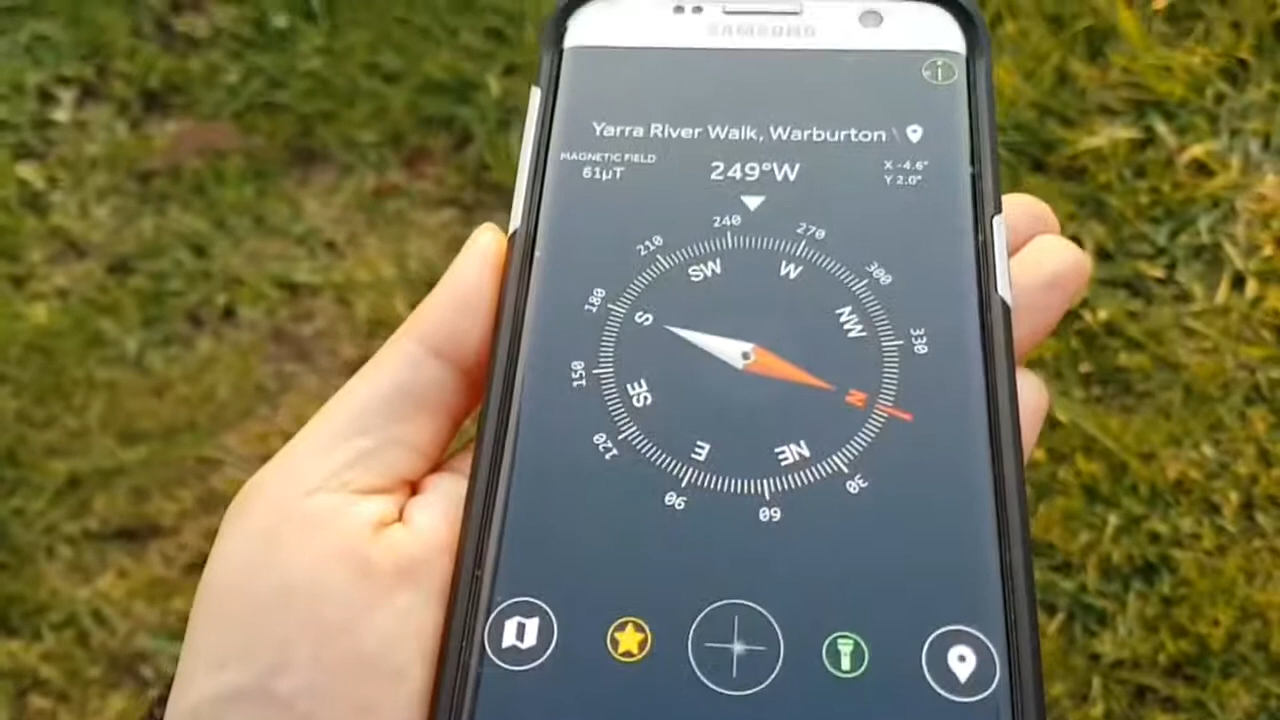 SAMSUNG
i
Yarra River Walk, Warburton
MAGNETIC FIELD
61µT
249°W
X -4.6°
Y 2.0°
240
270
210
300
SW
W
180
S
NW
330
150
SE
N
120
E
NE
90
60
30